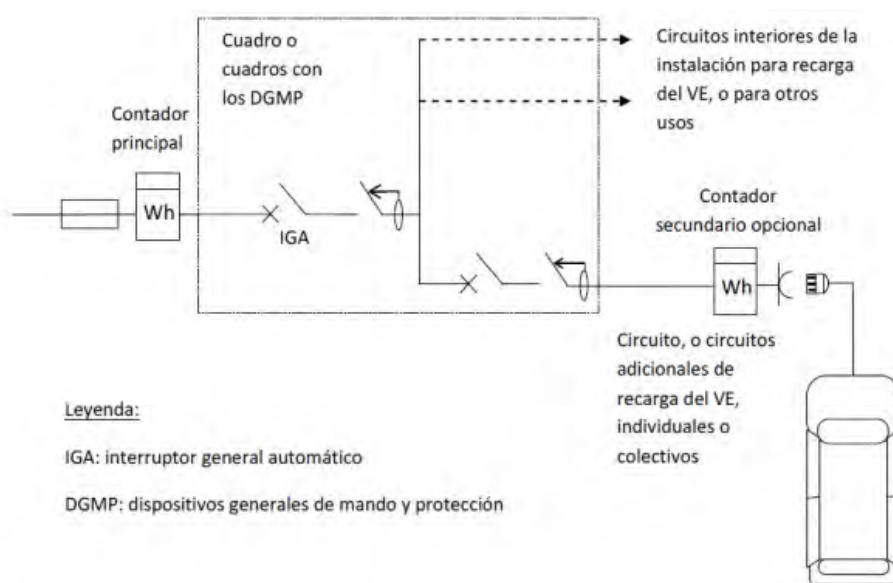 Cuadro o
cuadros con
los DGMP
Circuitos interiores de la
instalación para recarga
del VE, o para otros
usos
Contador
principal
Wh
IGA
Contador
secundario opcional
Wh
Circuito, o circuitos
adicionales de
recarga del VE,
individuales o
colectivos
Leyenda:
IGA: interruptor general automático
DGMP: dispositivos generales de mando y protección